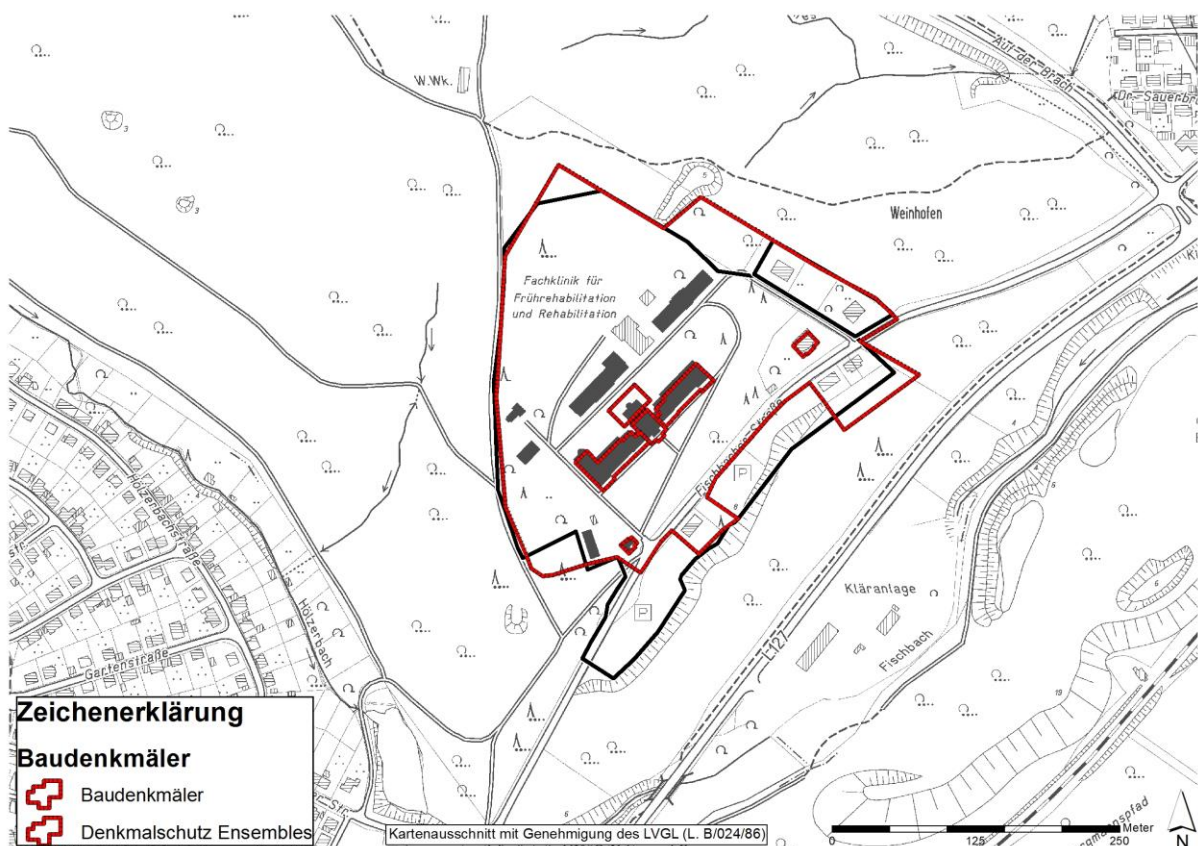 W.Wk.
Auf der Brach
Weinhofen
Fachklinik für
Frührehabilitation
und Rehabilitation
Fischbacher-Straße
P
P
Kläranlage
Fischbach
Hölzerbachstraße
Hölzerbach
Gartenstraße
Zeichenerklärung
Baudenkmäler
Baudenkmäler
Denkmalschutz Ensembles
Kartenausschnitt mit Genehmigung des LVGL (L. B/024/86)
Meter
0 125 250
N